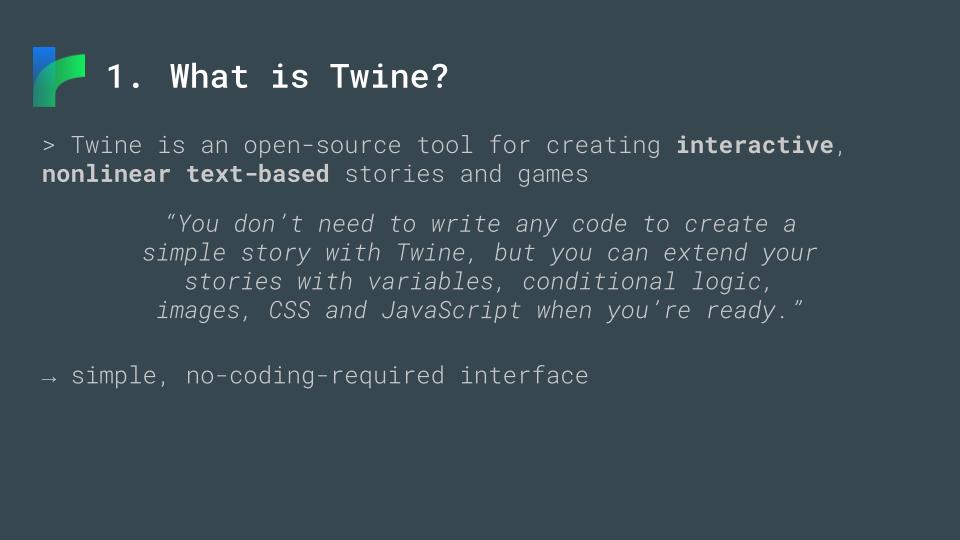 1. What is Twine?
> Twine is an open-source tool for creating interactive,
nonlinear text-based stories and games
“You don’t need to write any code to create a
simple story with Twine, but you can extend your
stories with variables, conditional logic,
images, CSS and JavaScript when you’re ready.”
→ simple, no-coding-required interface